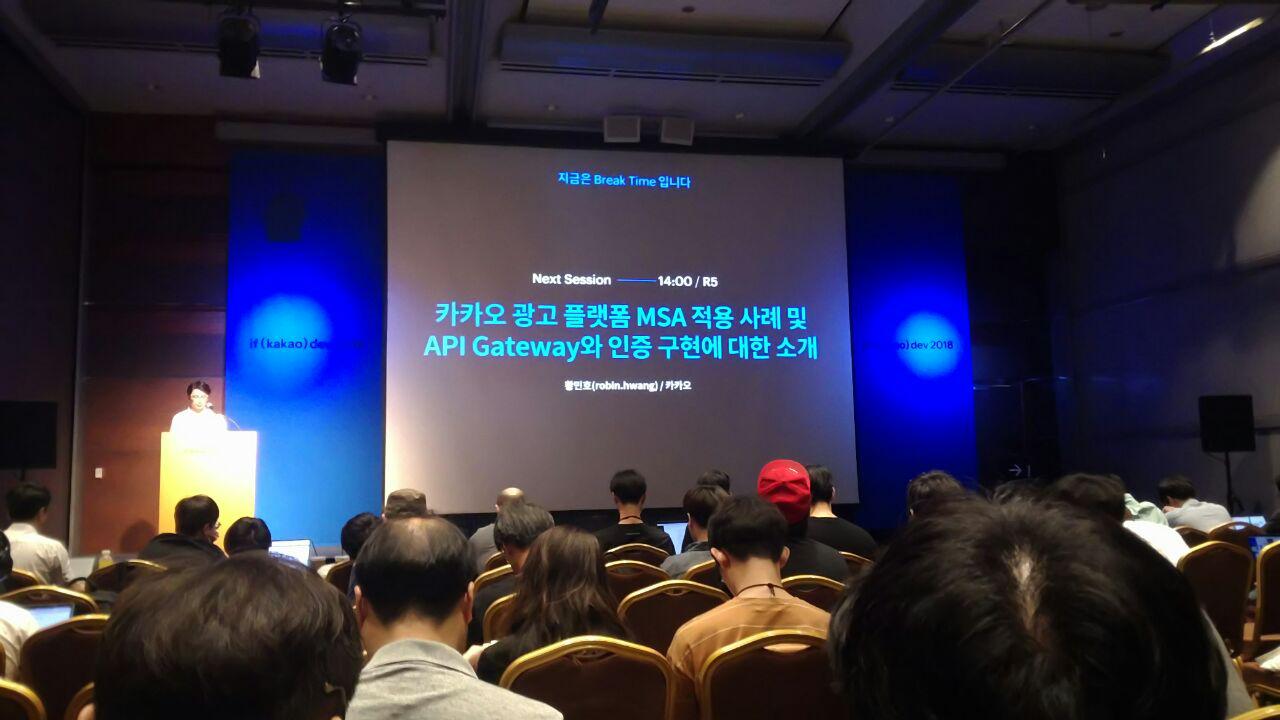 지금은 Break Time 입니다
Next Session 14:00 / R5
카카오 광고 플랫폼 MSA 적용 사례 및
API Gateway와 인증 구현에 대한 소개
황민호(robin.hwang) / 카카오
if(kakao)de
o)dev 2018